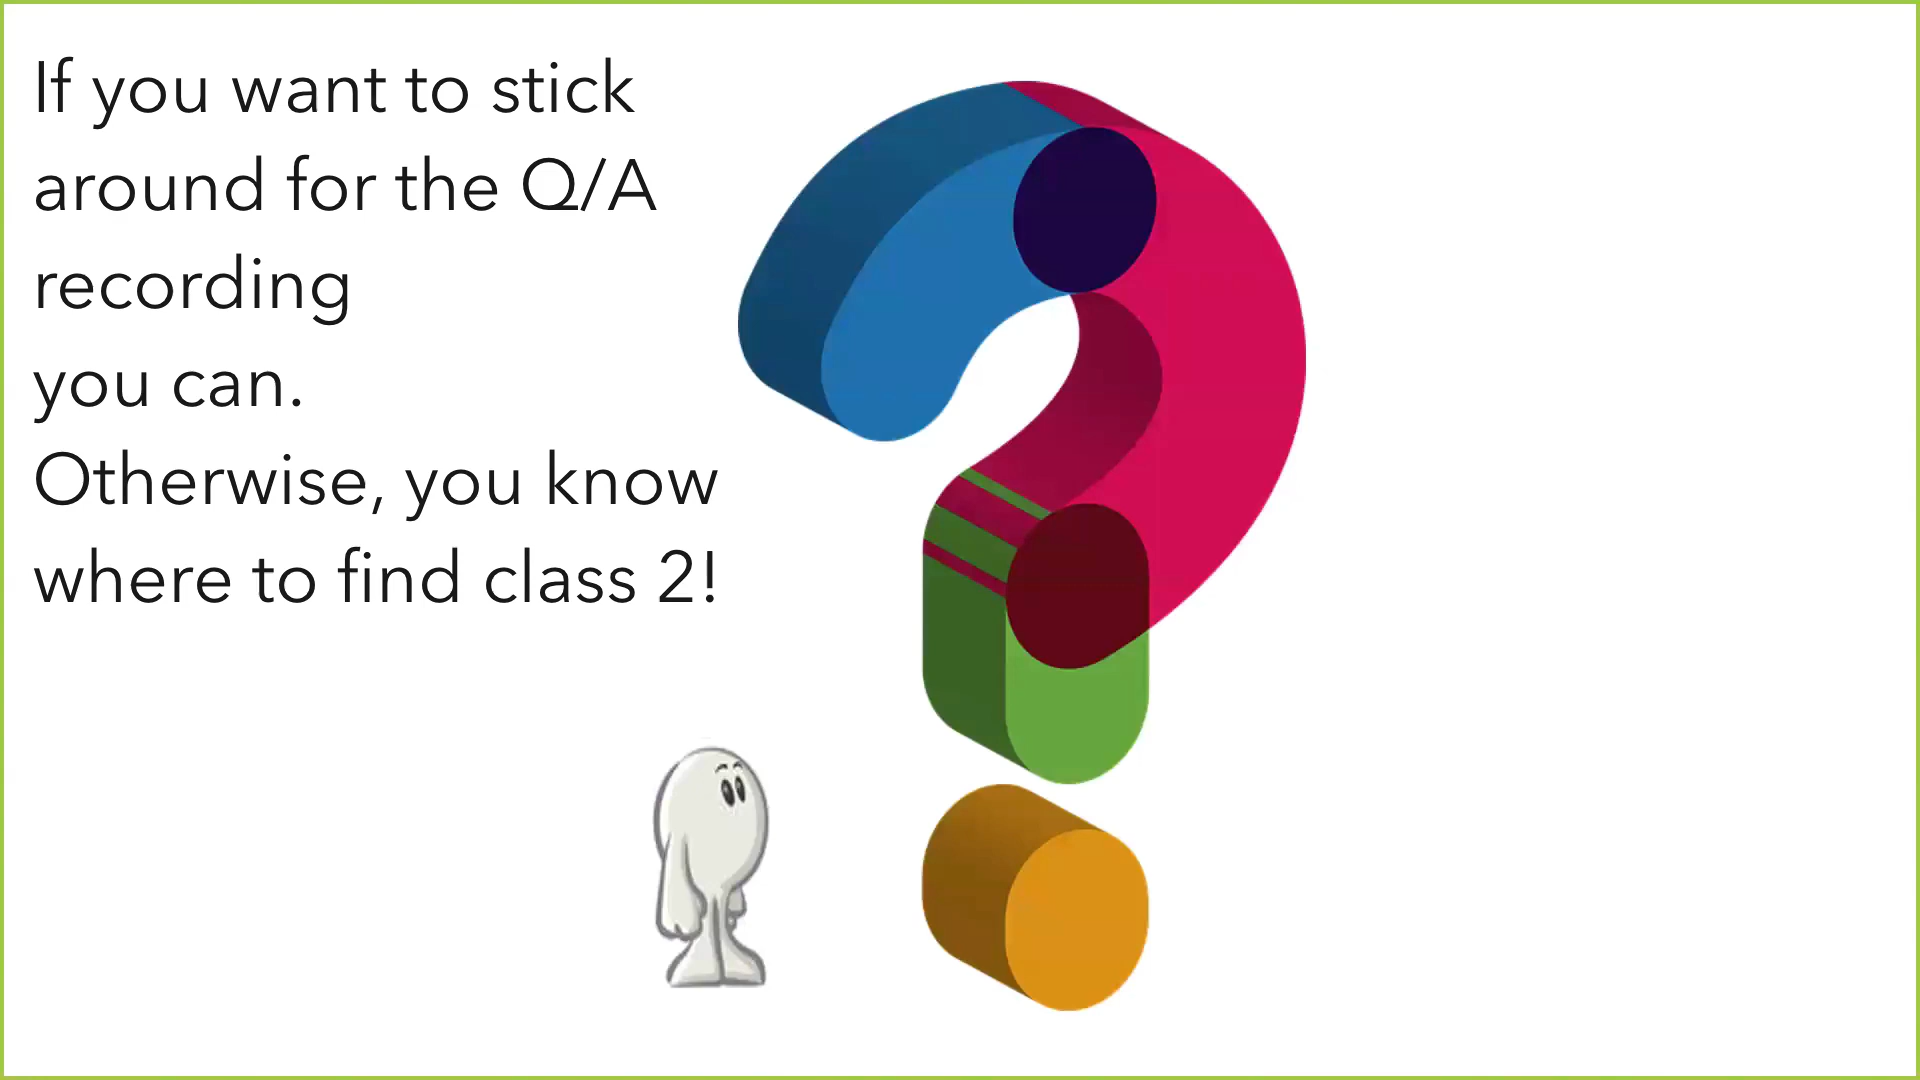 If you want to stick
around for the Q/A
recording
you can.
Otherwise, you know
where to find class 2!